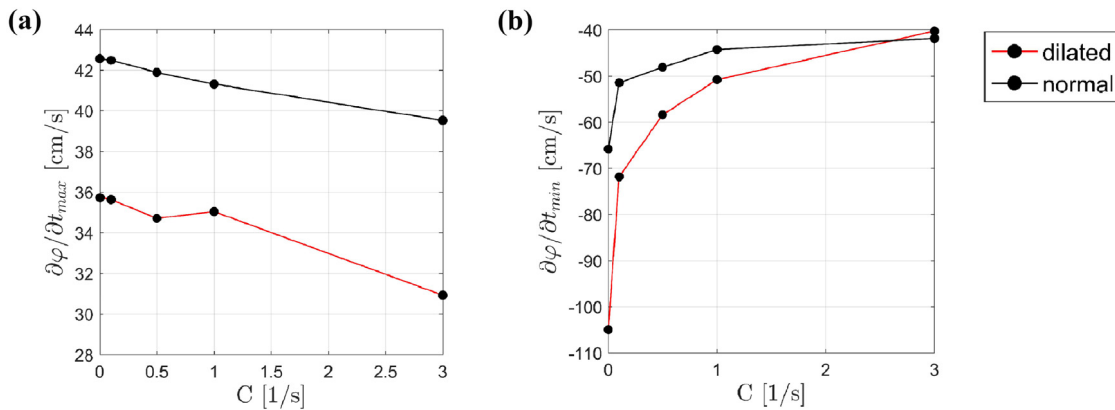 (a)
44
42
40
38
36
34
32
30
28
∂φ/∂t_max [cm/s]
0 0.5 1 1.5 2 2.5 3
C [1/s]
(b)
-40
-50
-60
-70
-80
-90
-100
-110
∂φ/∂t_min [cm/s]
0 1 2 3
C [1/s]
dilated
normal